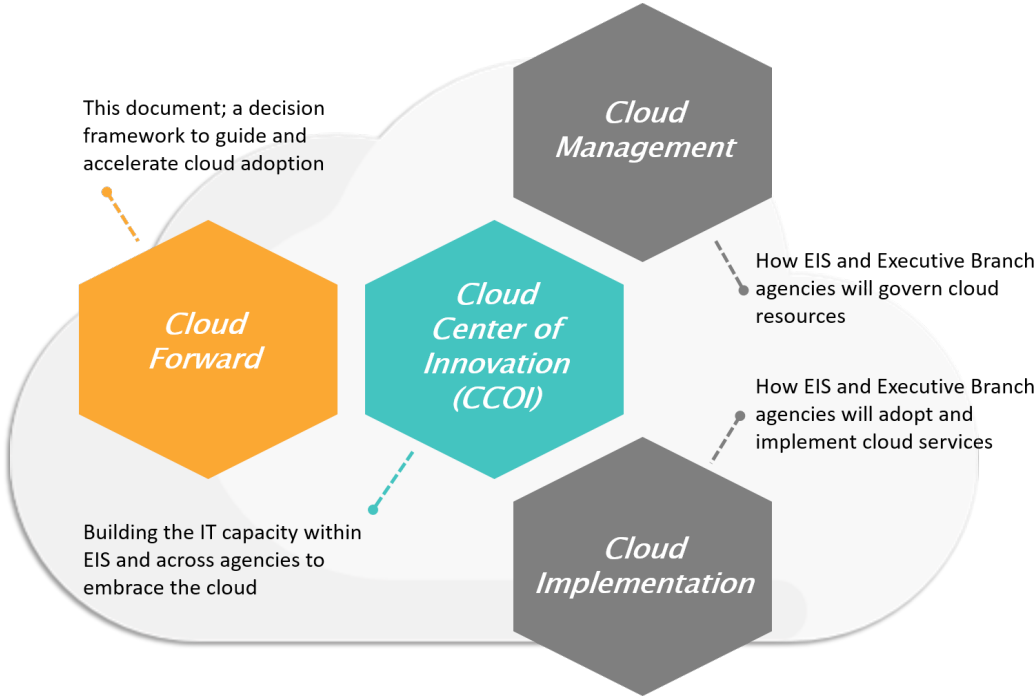 This document; a decision
framework to guide and
accelerate cloud adoption
Cloud
Forward
Cloud
Center of
Innovation
(CCOI)
Building the IT capacity within
EIS and across agencies to
embrace the cloud
Cloud
Management
How EIS and Executive Branch
agencies will govern cloud
resources
How EIS and Executive Branch
agencies will adopt and
implement cloud services
Cloud
Implementation